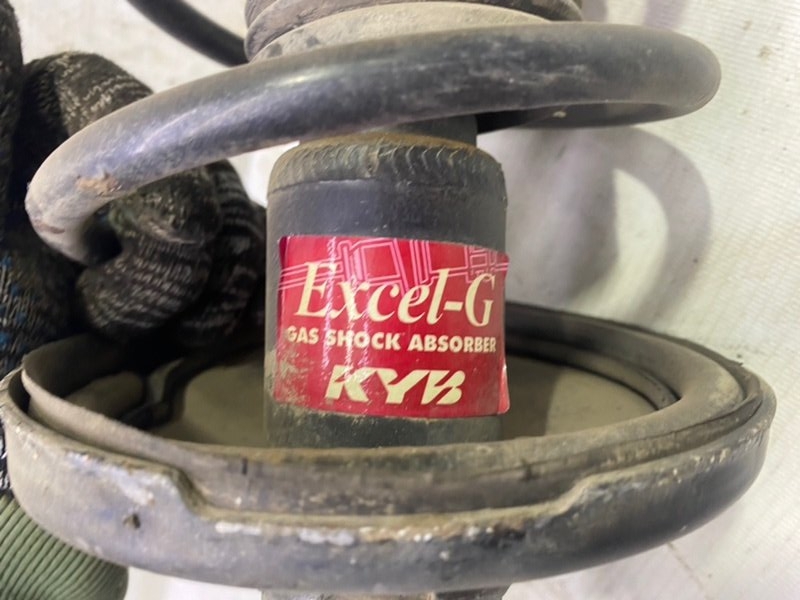 Excel-G
GAS SHOCK ABSORBER
KYB